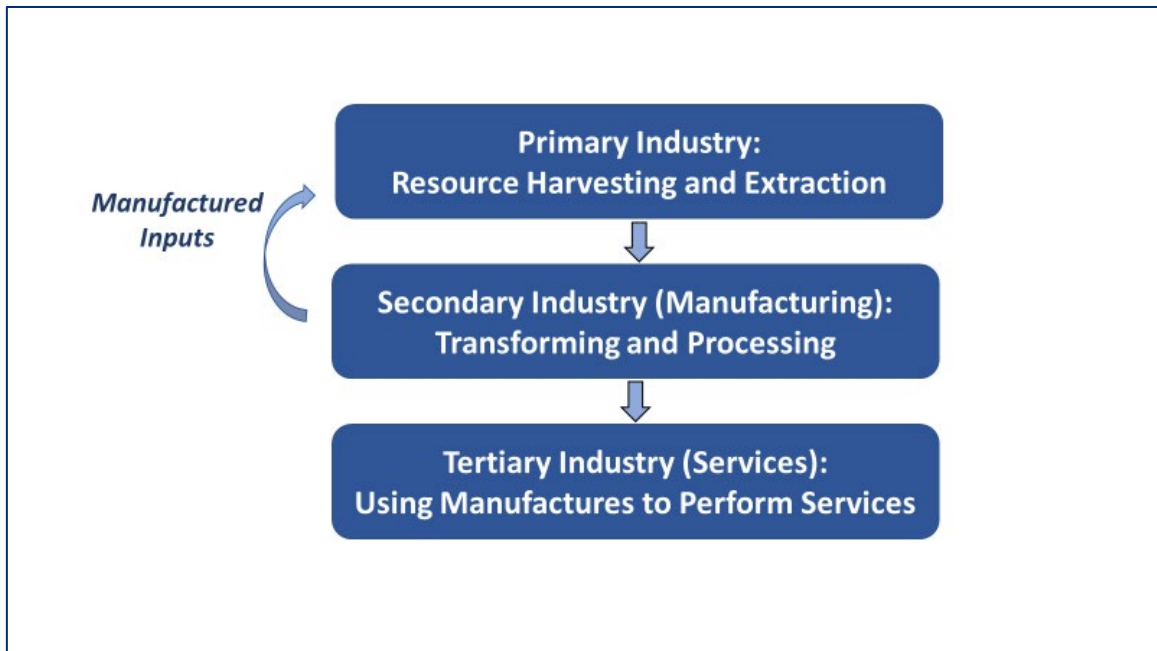 Primary Industry:
Resource Harvesting and Extraction
Manufactured
Inputs
Secondary Industry (Manufacturing):
Transforming and Processing
Tertiary Industry (Services):
Using Manufactures to Perform Services